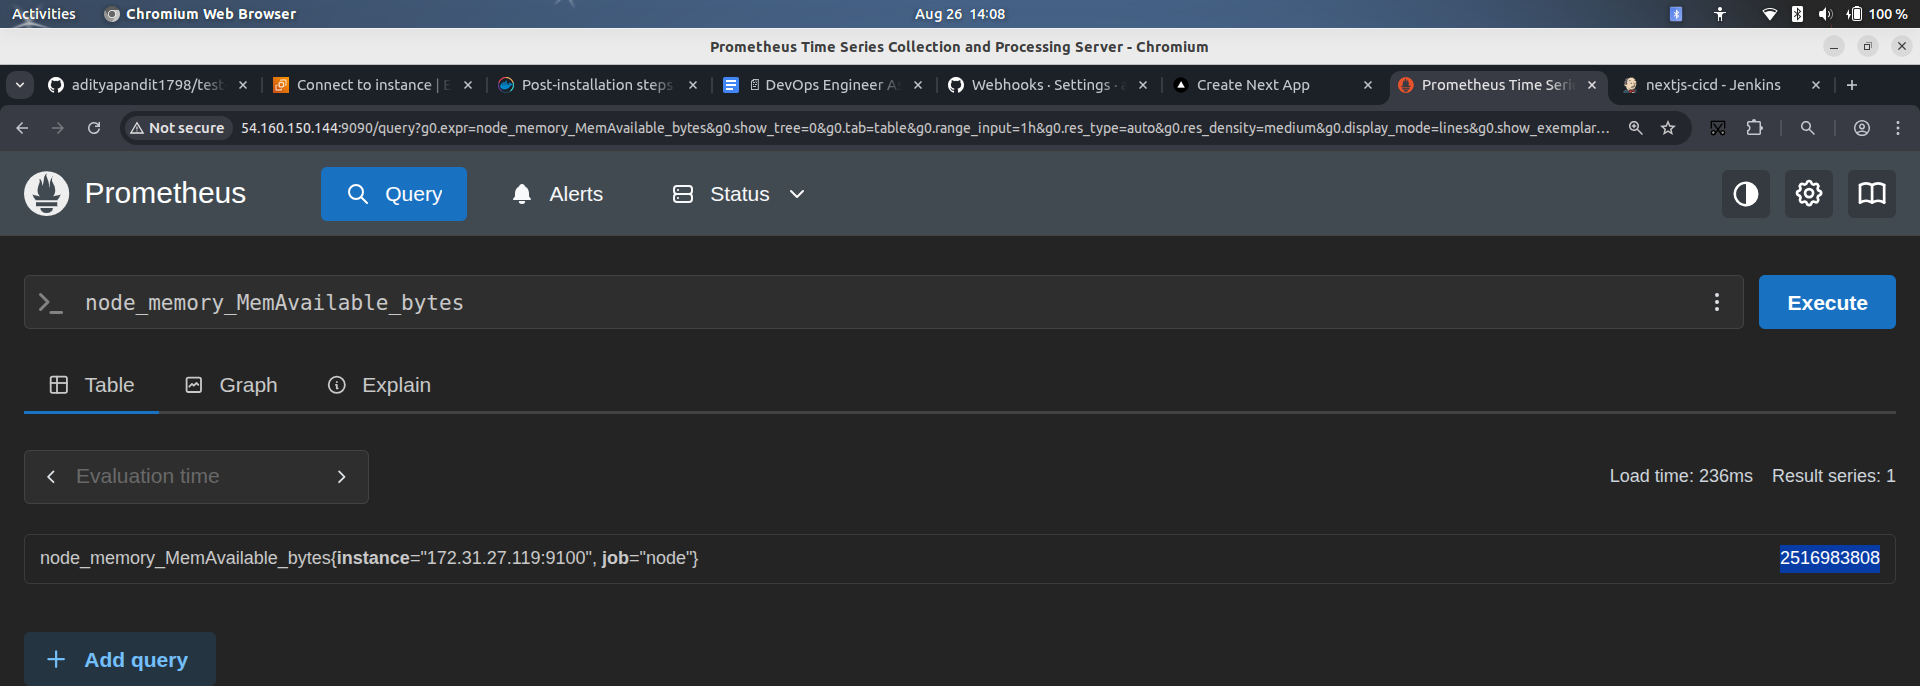 Activities Chromium Web Browser Aug 26 14:08 100 %
Prometheus Time Series Collection and Processing Server - Chromium
adityapandit1798/test Connect to instance | E Post-installation steps DevOps Engineer As Webhooks · Settings · a Create Next App Prometheus Time Serie nextjs-cicd - Jenkins
Not secure 54.160.150.144:9090/query?g0.expr=node_memory_MemAvailable_bytes&g0.show_tree=0&g0.tab=table&g0.range_input=1h&g0.res_type=auto&g0.res_density=medium&g0.display_mode=lines&g0.show_exemplar...
Prometheus Query Alerts Status
node_memory_MemAvailable_bytes Execute
Table Graph Explain
Evaluation time Load time: 236ms Result series: 1
node_memory_MemAvailable_bytes{instance="172.31.27.119:9100", job="node"} 2516983808
Add query